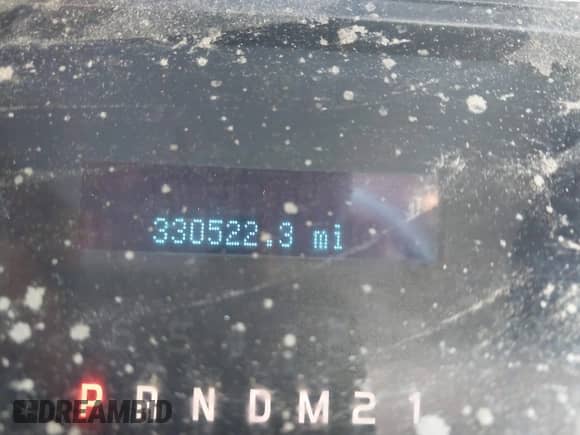 330522.3 mi
P R N D M 2 1
DREAMBID